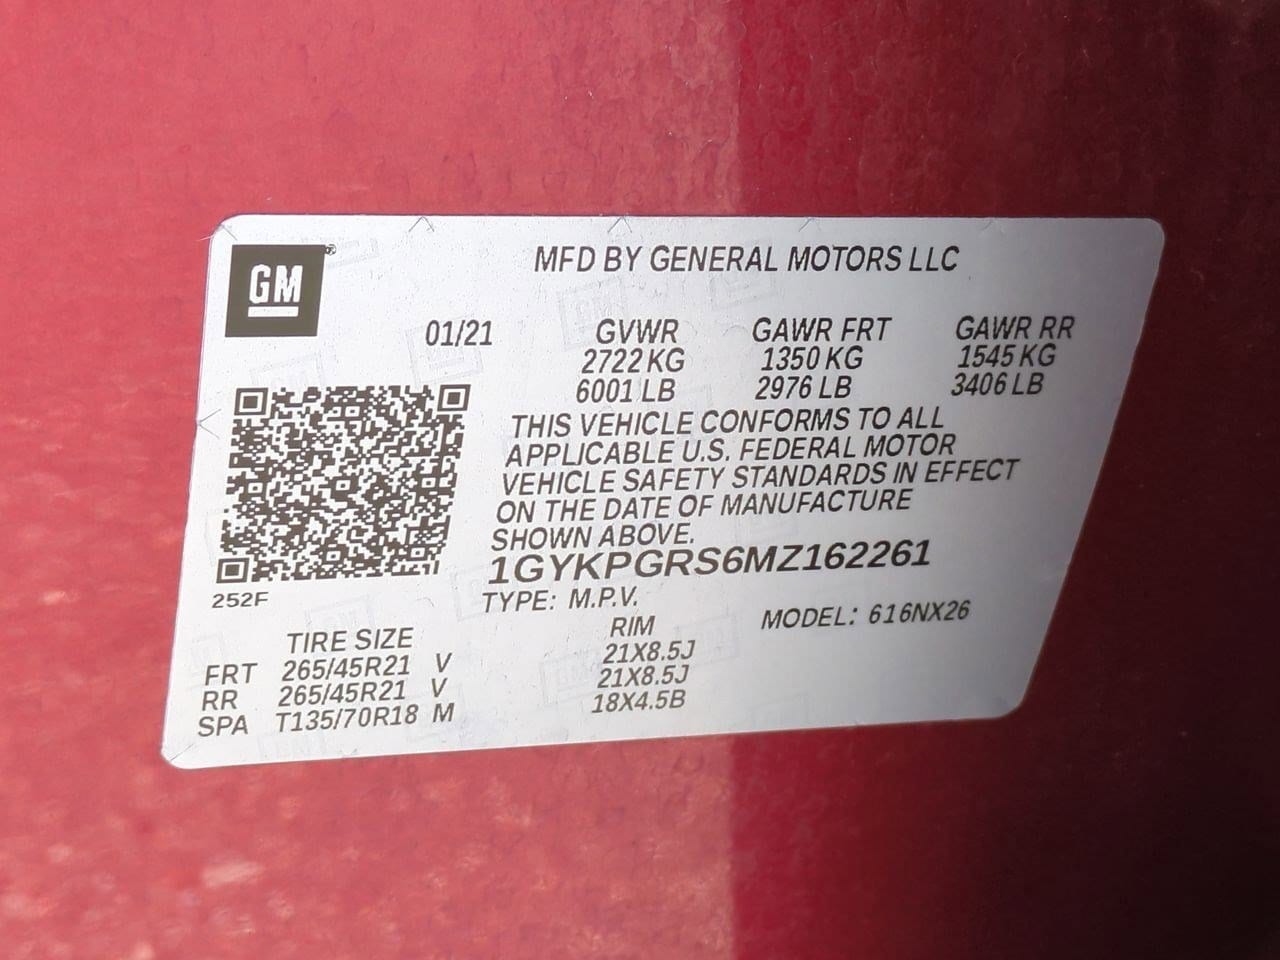 GM®
MFD BY GENERAL MOTORS LLC
01/21 GVWR GAWR FRT GAWR RR
2722 KG 1350 KG 1545 KG
6001 LB 2976 LB 3406 LB
THIS VEHICLE CONFORMS TO ALL
APPLICABLE U.S. FEDERAL MOTOR
VEHICLE SAFETY STANDARDS IN EFFECT
ON THE DATE OF MANUFACTURE
SHOWN ABOVE.
1GYKPGRS6MZ162261
252F
TYPE: M.P.V. MODEL: 616NX26
TIRE SIZE RIM
FRT 265/45R21 V 21X8.5J
RR 265/45R21 V 21X8.5J
SPA T135/70R18 M 18X4.5B